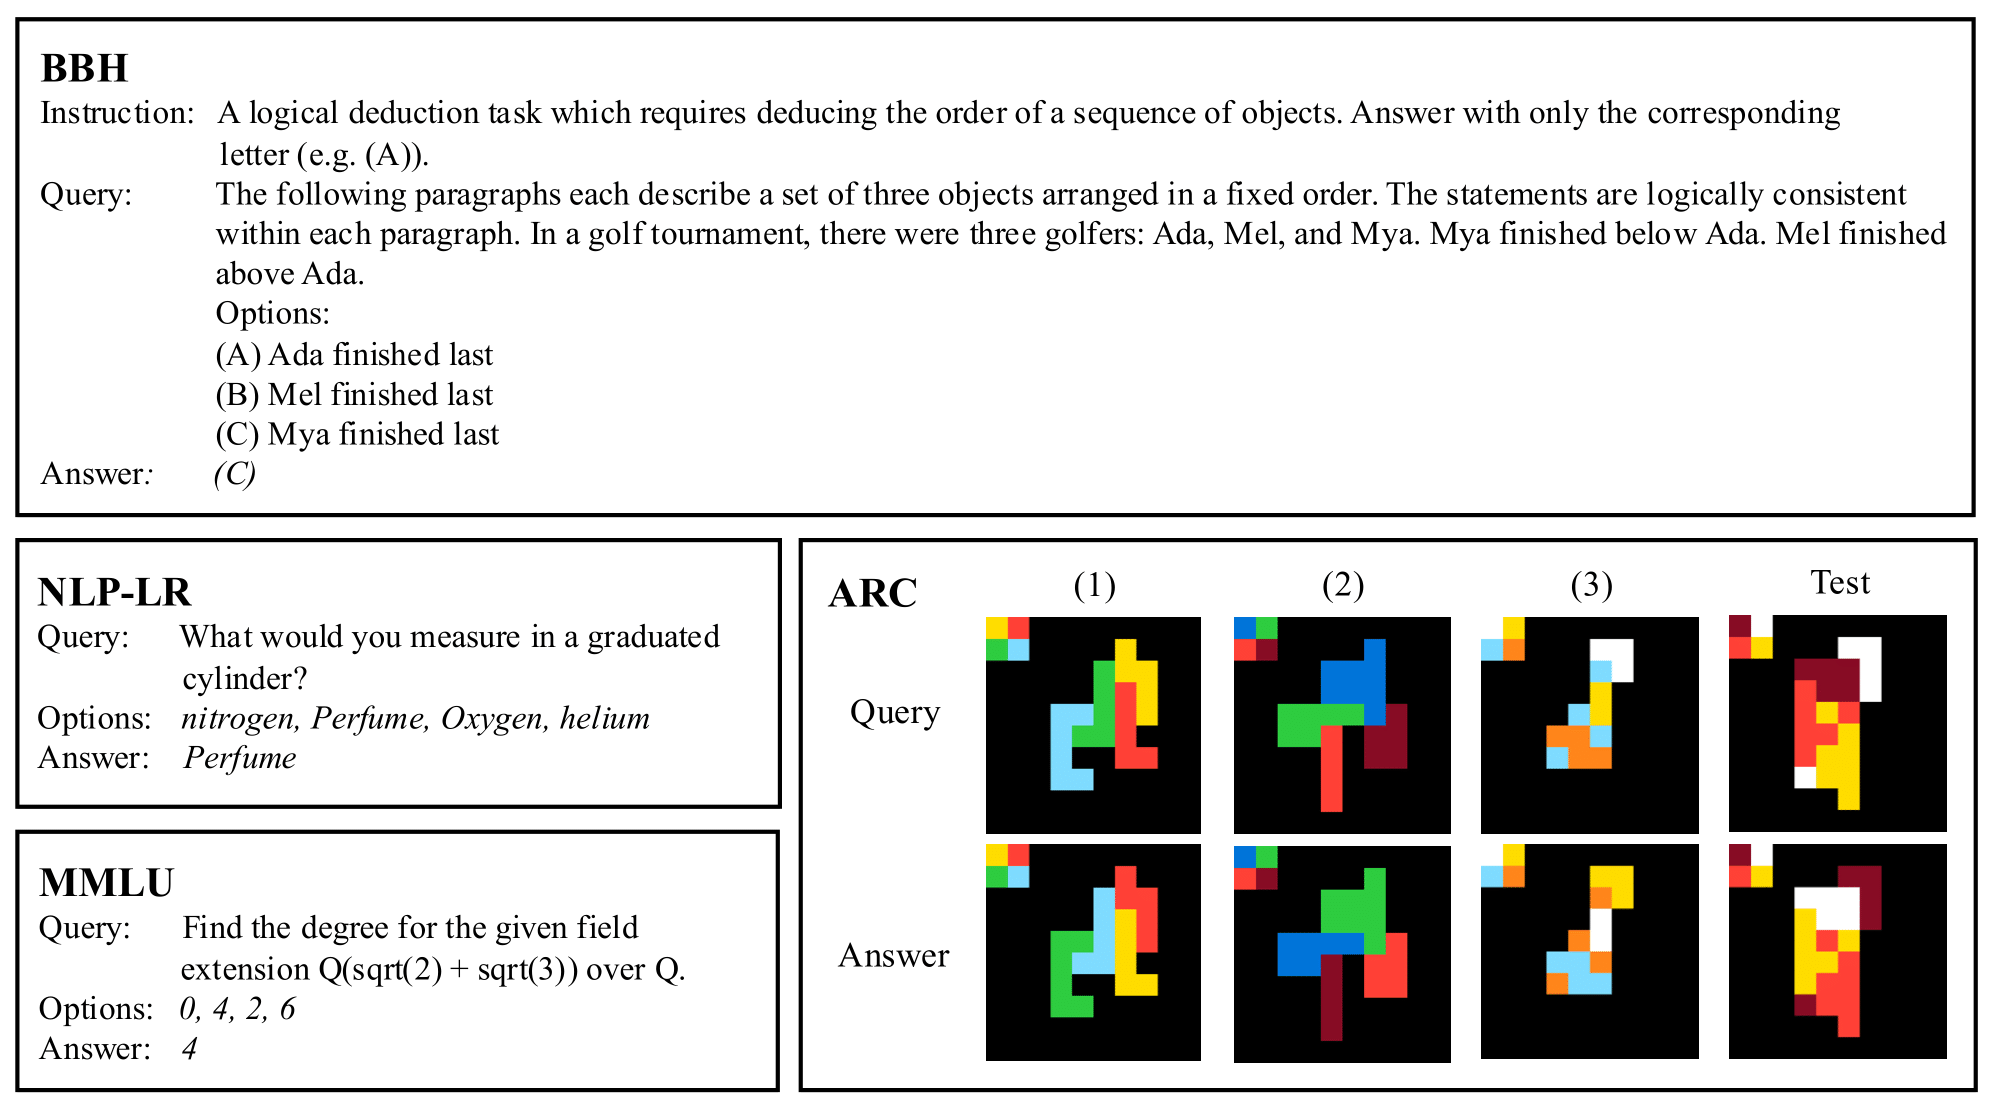 BBH
Instruction: A logical deduction task which requires deducing the order of a sequence of objects. Answer with only the corresponding
letter (e.g. (A)).
Query: The following paragraphs each describe a set of three objects arranged in a fixed order. The statements are logically consistent
within each paragraph. In a golf tournament, there were three golfers: Ada, Mel, and Mya. Mya finished below Ada. Mel finished
above Ada.
Options:
(A) Ada finished last
(B) Mel finished last
(C) Mya finished last
Answer: (C)
NLP-LR
Query: What would you measure in a graduated
cylinder?
Options: nitrogen, Perfume, Oxygen, helium
Answer: Perfume
MMLU
Query: Find the degree for the given field
extension Q(sqrt(2) + sqrt(3)) over Q.
Options: 0, 4, 2, 6
Answer: 4
ARC
(1) (2) (3) Test
Query
Answer